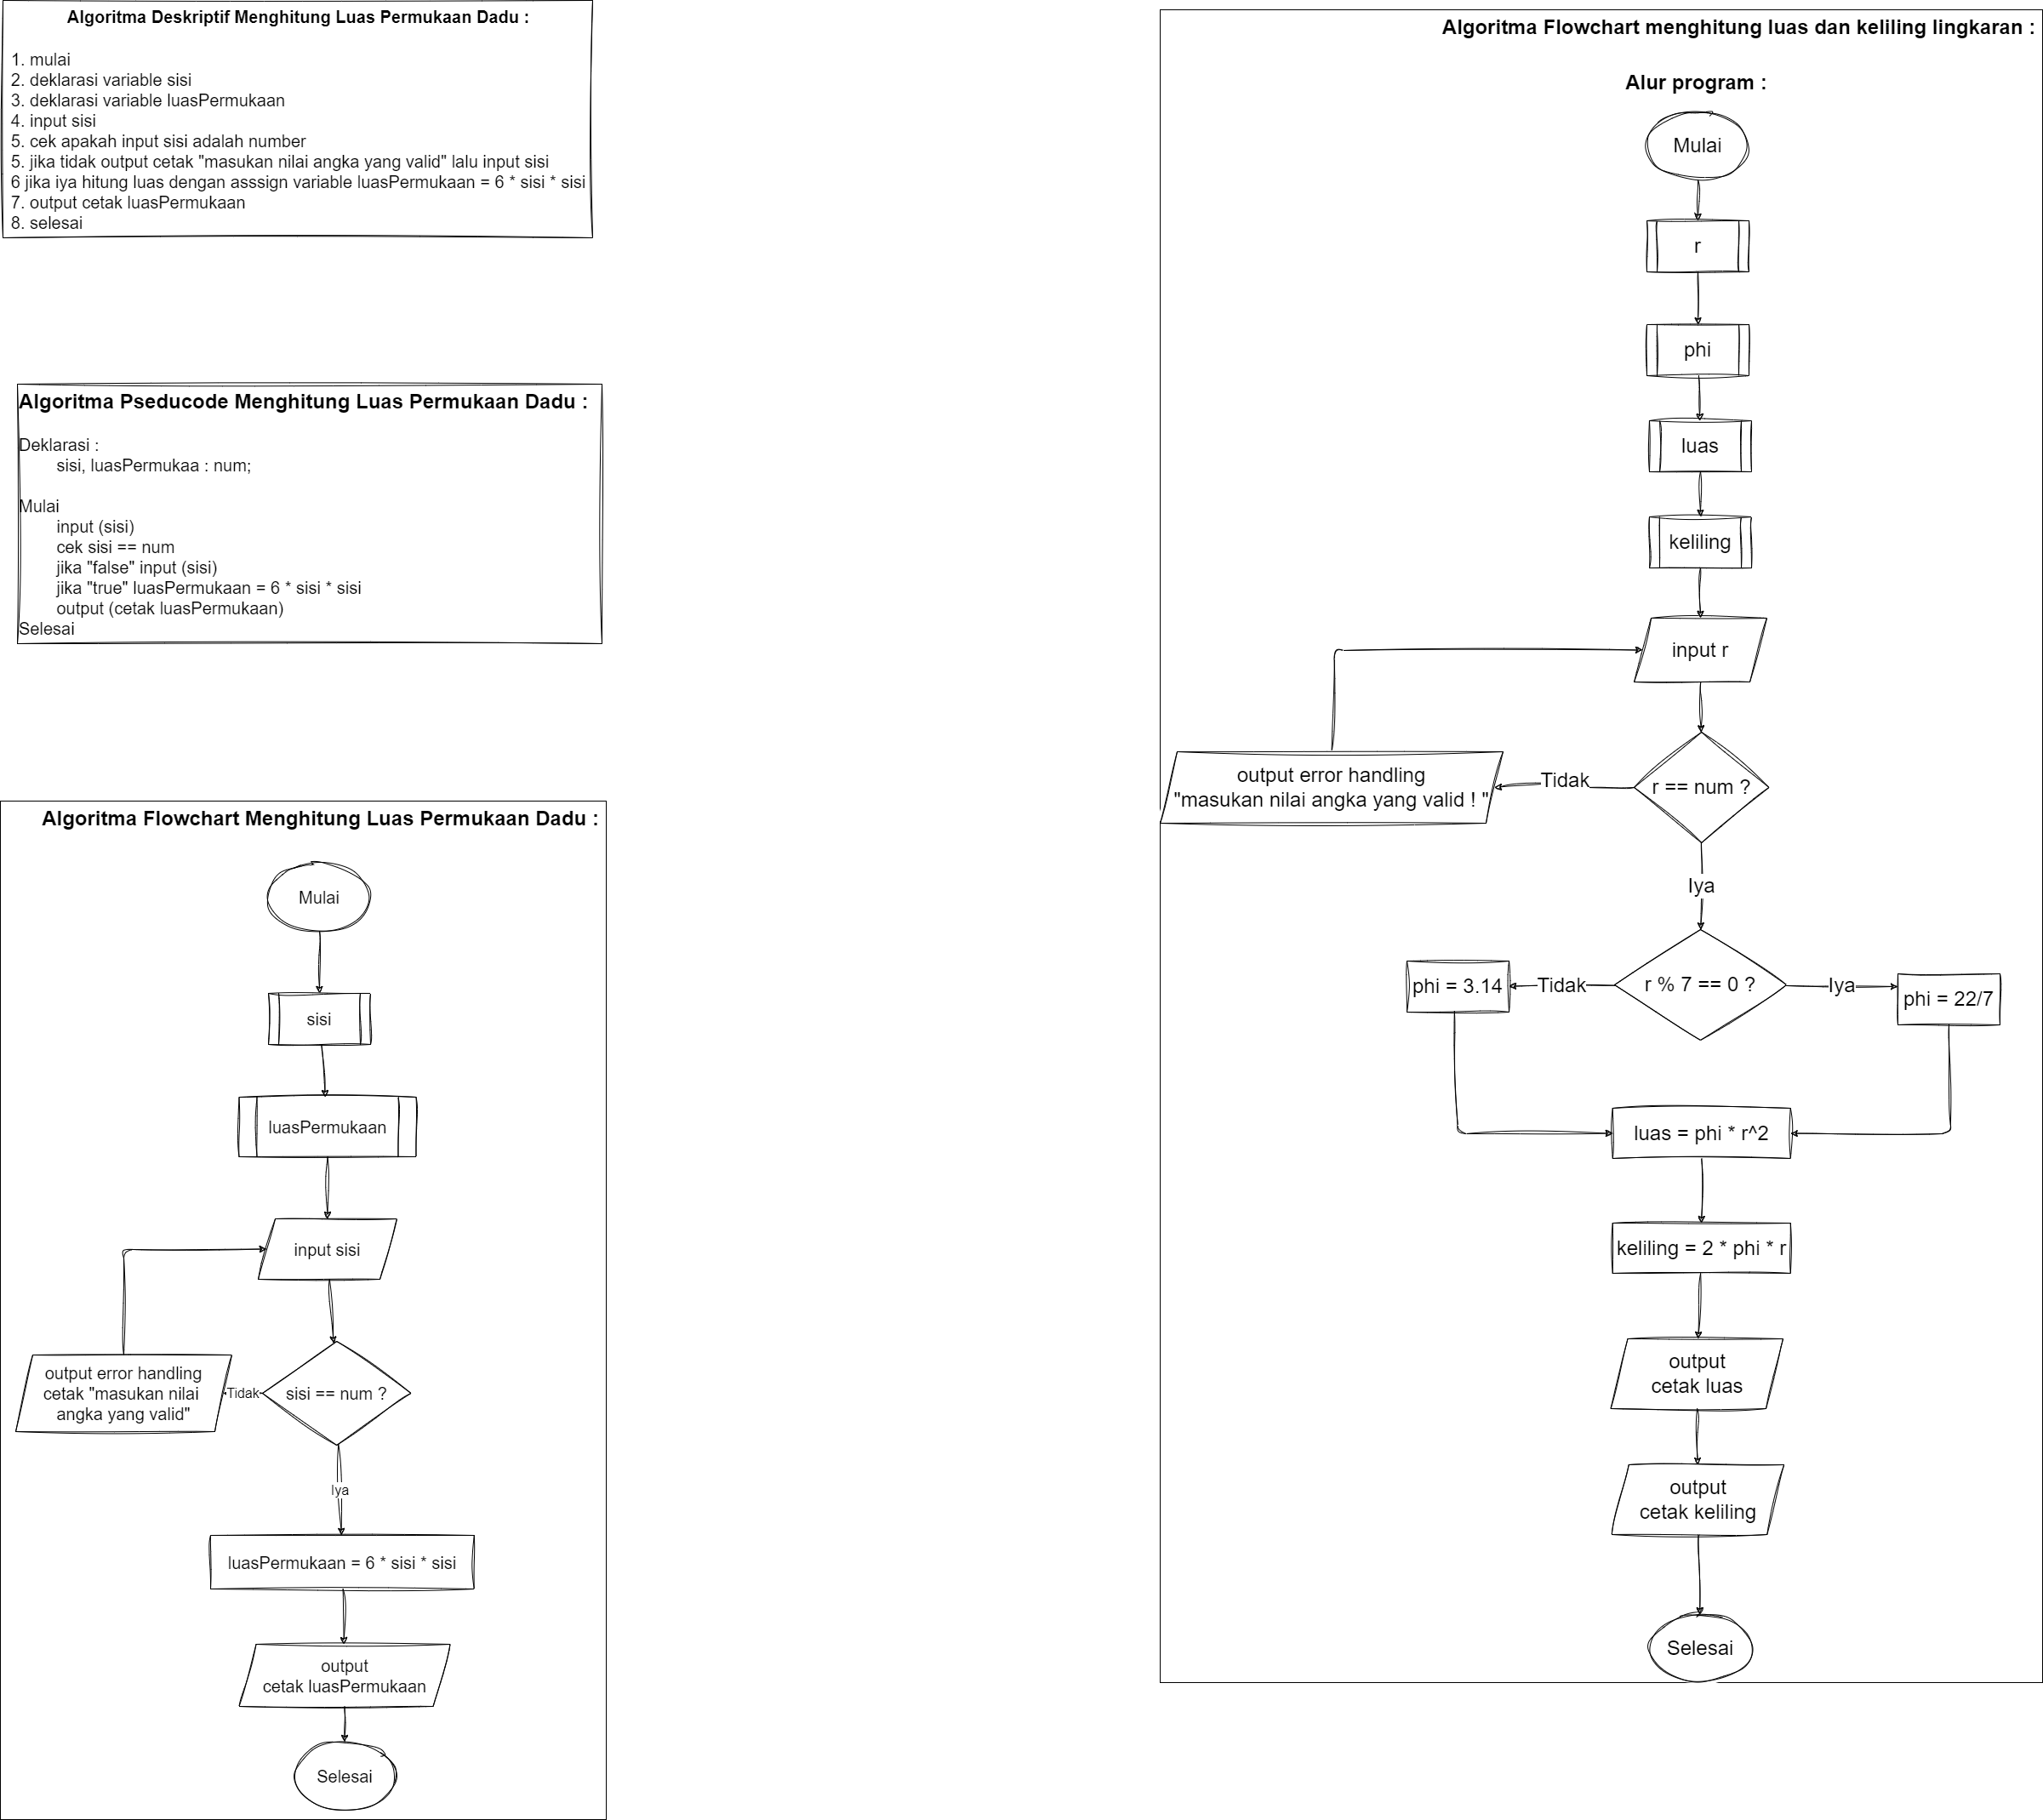 Algoritma Deskriptif Menghitung Luas Permukaan Dadu :
1. mulai
2. deklarasi variable sisi
3. deklarasi variable luasPermukaan
4. input sisi
5. cek apakah input sisi adalah number
5. jika tidak output cetak "masukan nilai angka yang valid" lalu input sisi
6 jika iya hitung luas dengan asssign variable luasPermukaan = 6 * sisi * sisi
7. output cetak luasPermukaan
8. selesai
Algoritma Pseducode Menghitung Luas Permukaan Dadu :
Deklarasi :
sisi, luasPermukaa : num;
Mulai
input (sisi)
cek sisi == num
jika "false" input (sisi)
jika "true" luasPermukaan = 6 * sisi * sisi
output (cetak luasPermukaan)
Selesai
Algoritma Flowchart Menghitung Luas Permukaan Dadu :
Mulai
sisi
luasPermukaan
input sisi
output error handling
cetak "masukan nilai
angka yang valid"
Tidak
sisi == num ?
Iya
luasPermukaan = 6 * sisi * sisi
output
cetak luasPermukaan
Selesai
Algoritma Flowchart menghitung luas dan keliling lingkaran :
Alur program :
Mulai
r
phi
luas
keliling
input r
output error handling
"masukan nilai angka yang valid ! "
Tidak
r == num ?
Iya
phi = 3.14
Tidak
r % 7 == 0 ?
Iya
phi = 22/7
luas = phi * r^2
keliling = 2 * phi * r
output
cetak luas
output
cetak keliling
Selesai